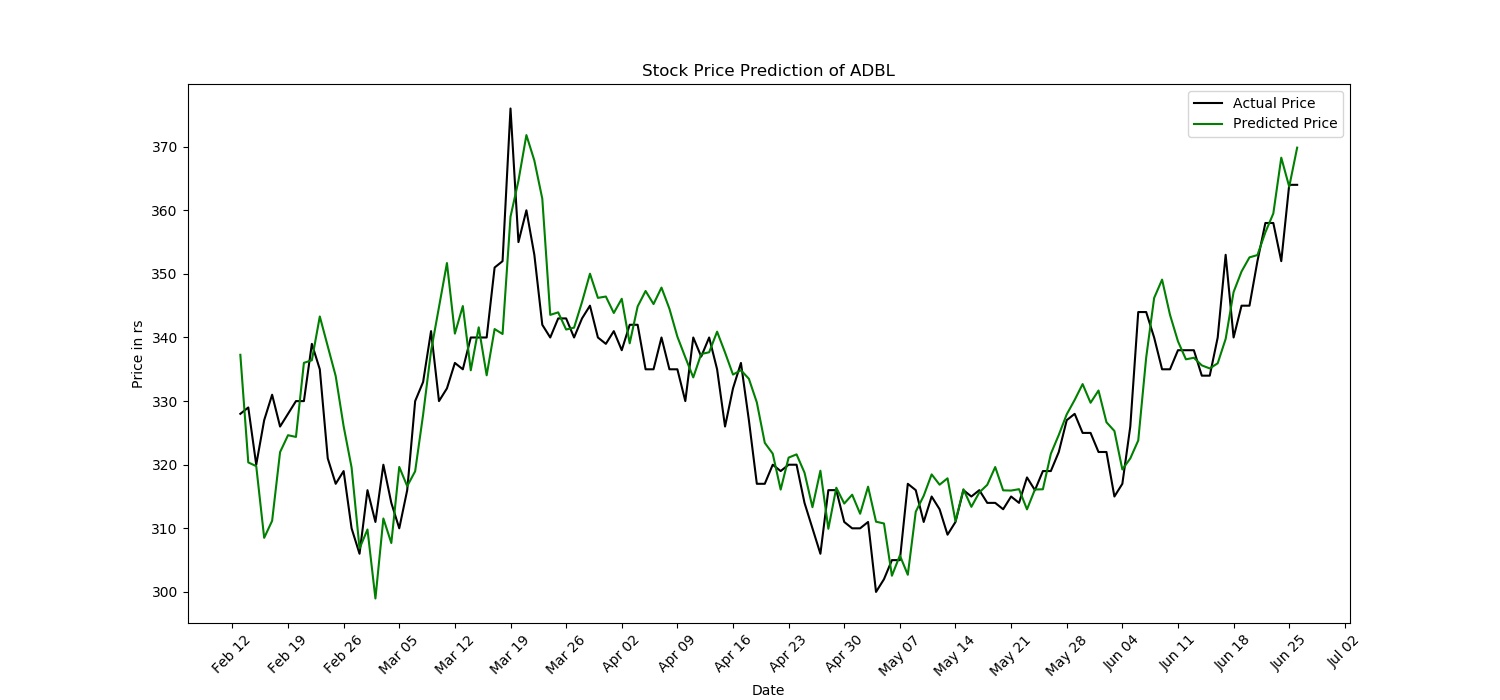 Stock Price Prediction of ADBL
Actual Price
Predicted Price
Price in rs
370
360
350
340
330
320
310
300
Feb 12
Feb 19
Feb 26
Mar 05
Mar 12
Mar 19
Mar 26
Apr 02
Apr 09
Apr 16
Apr 23
Apr 30
May 07
May 14
May 21
May 28
Jun 04
Jun 11
Jun 18
Jun 25
Jul 02
Date